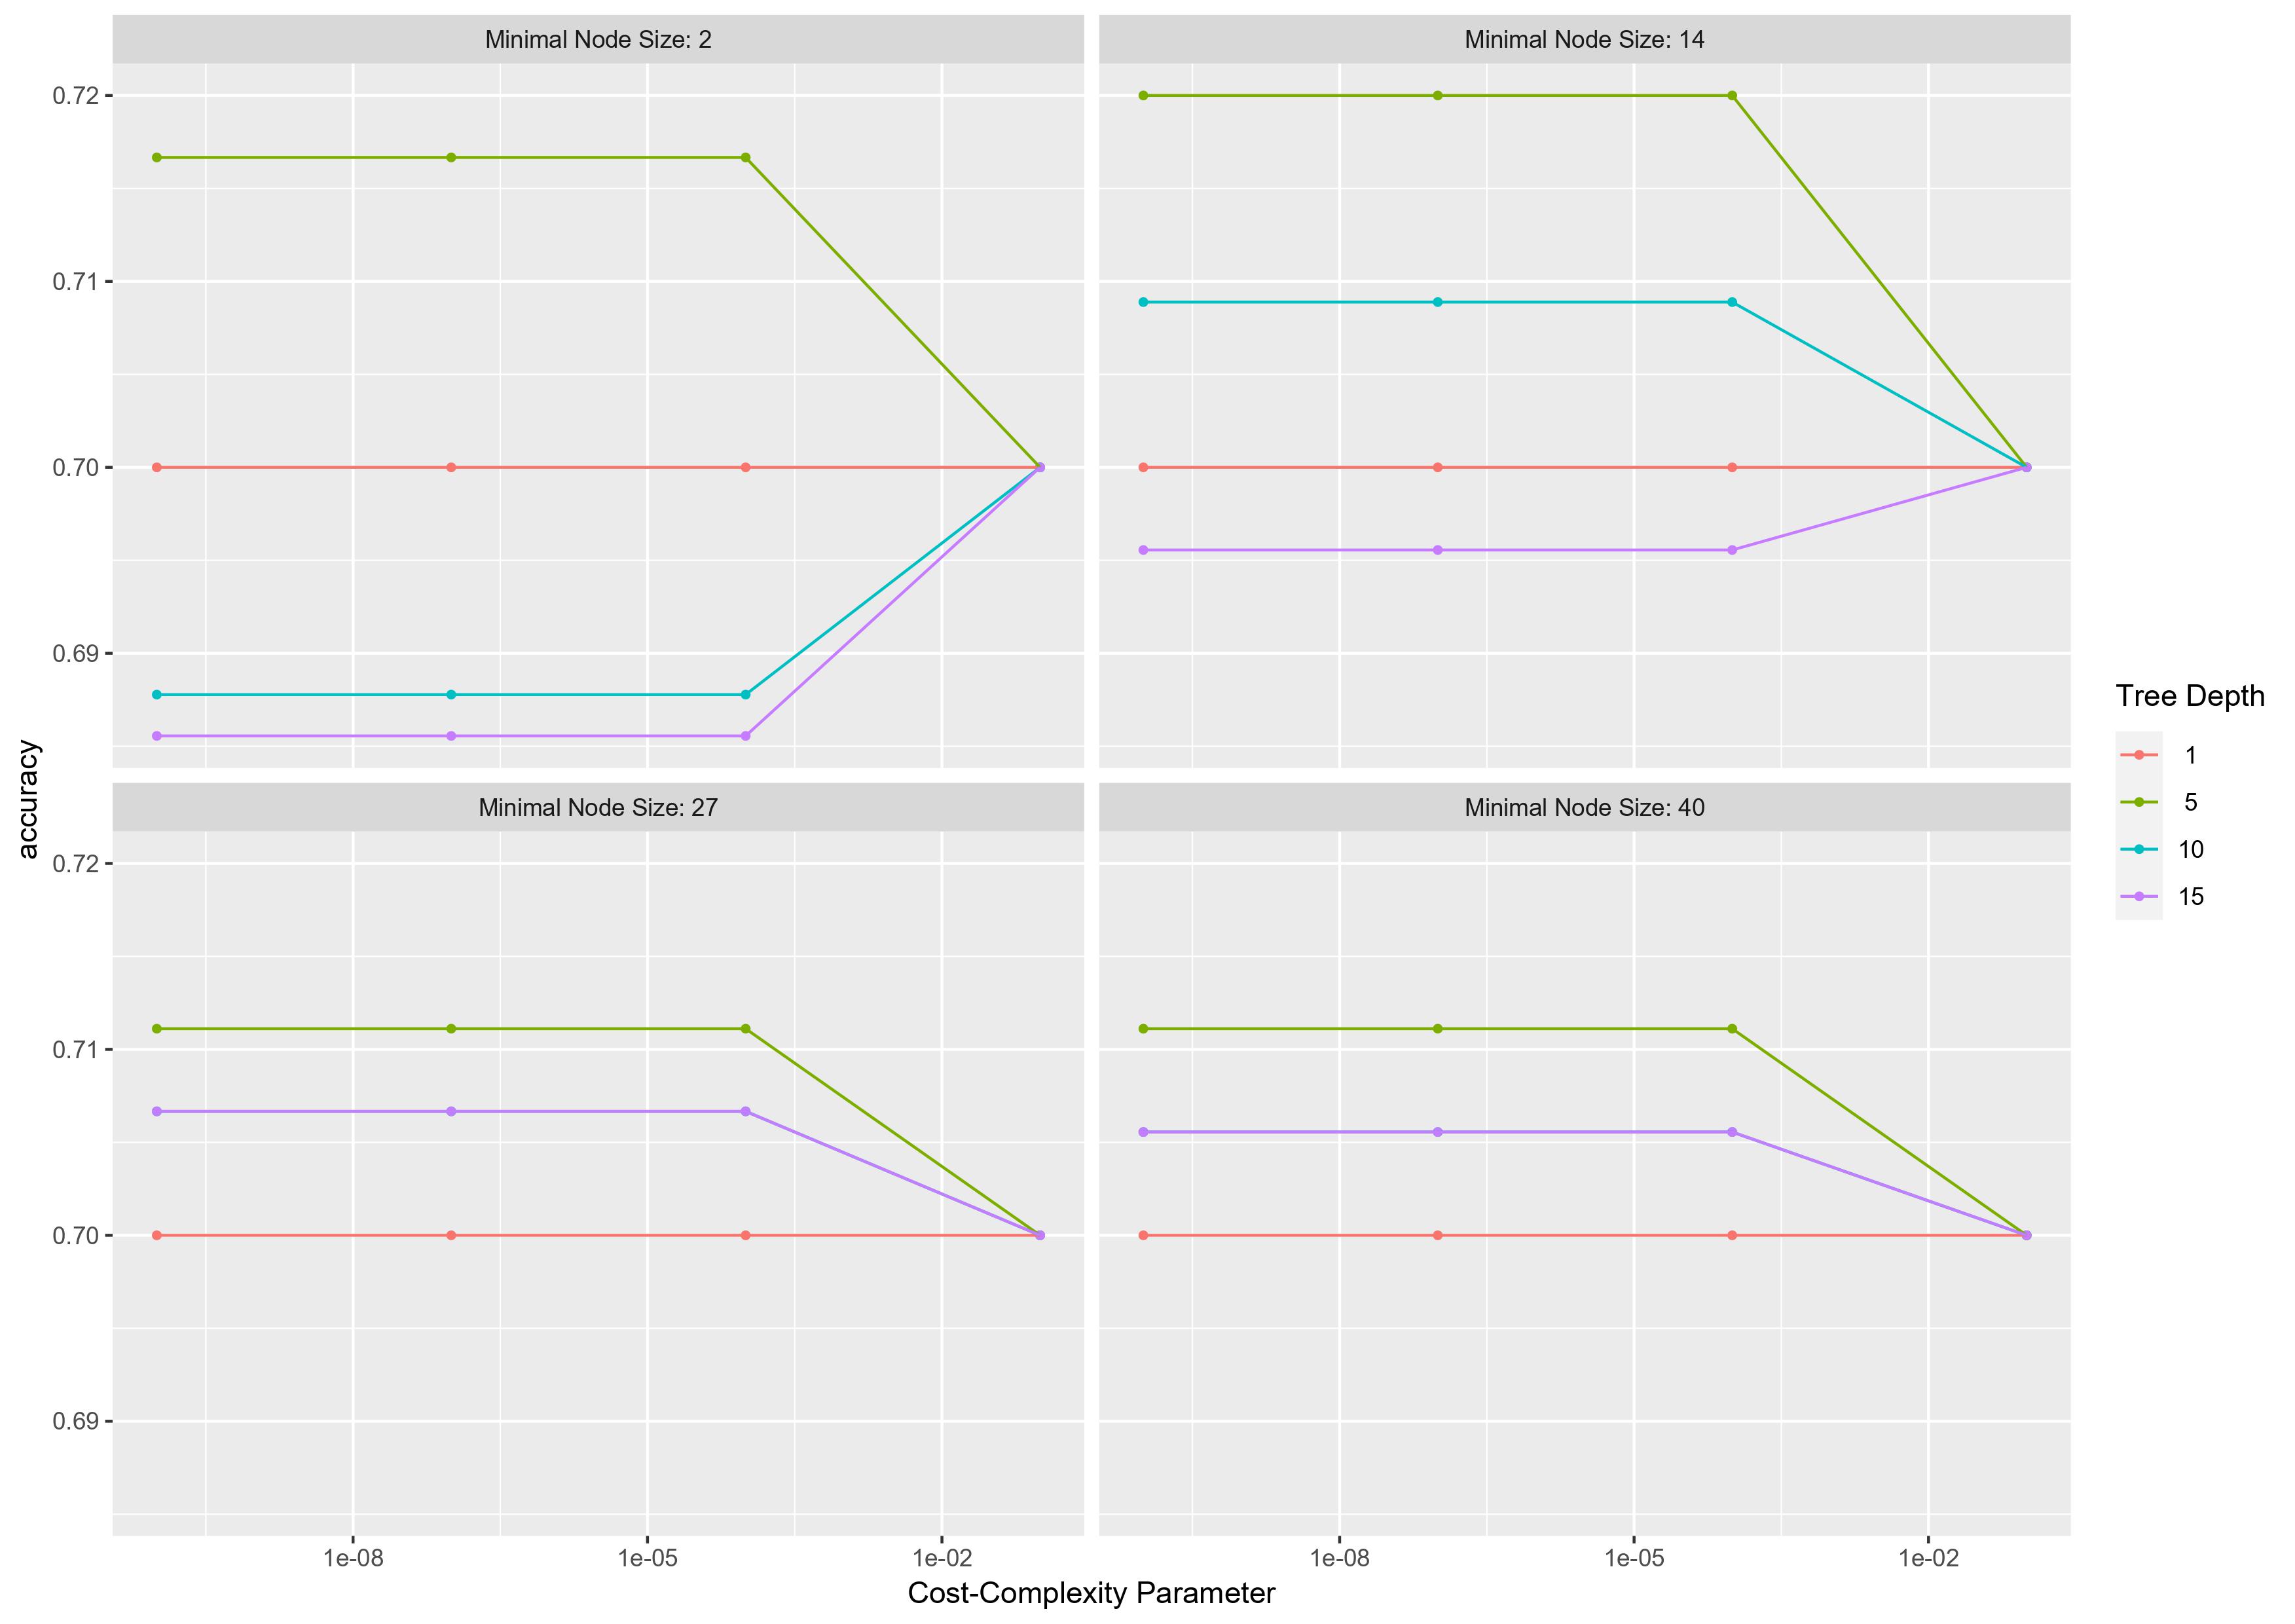 Minimal Node Size: 2
Minimal Node Size: 14
0.72
0.71
0.70
0.69
Minimal Node Size: 27
Minimal Node Size: 40
0.72
0.71
0.70
0.69
1e-08
1e-05
1e-02
1e-08
1e-05
1e-02
Cost-Complexity Parameter
accuracy
Tree Depth
1
5
10
15